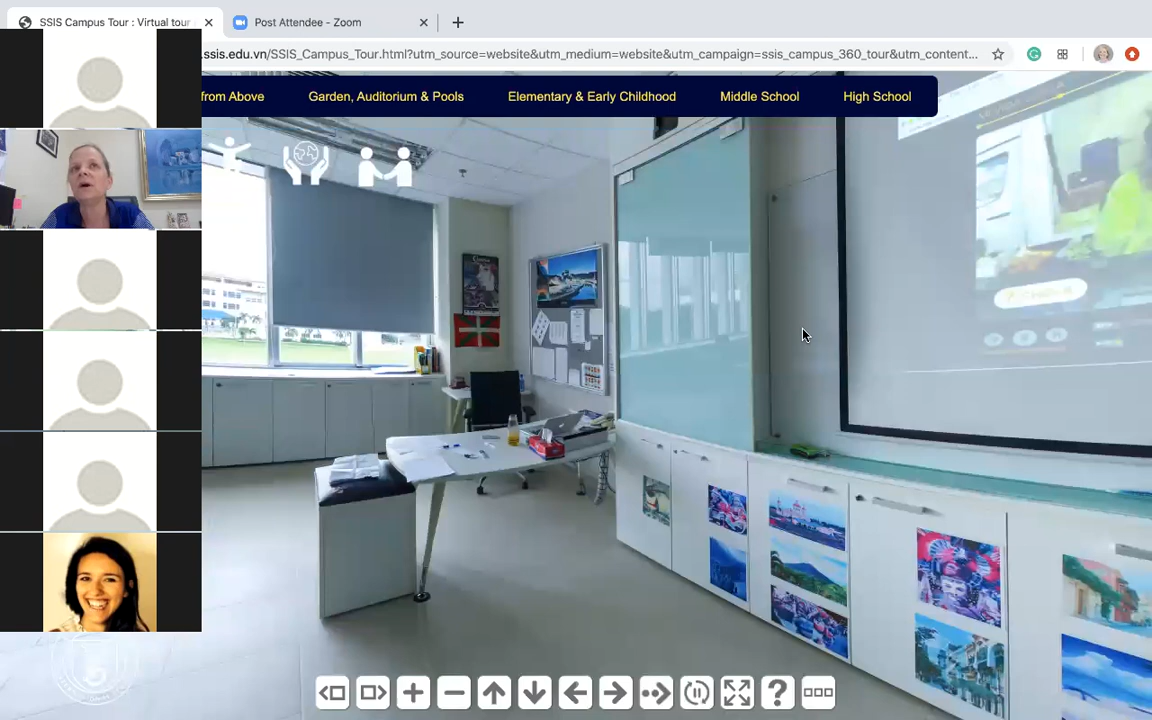 SSIS Campus Tour : Virtual tour
Post Attendee - Zoom
.ssis.edu.vn/SSIS_Campus_Tour.html?utm_source=website&utm_medium=website&utm_campaign=ssis_campus_360_tour&utm_content...
from Above
Garden, Auditorium & Pools
Elementary & Early Childhood
Middle School
High School